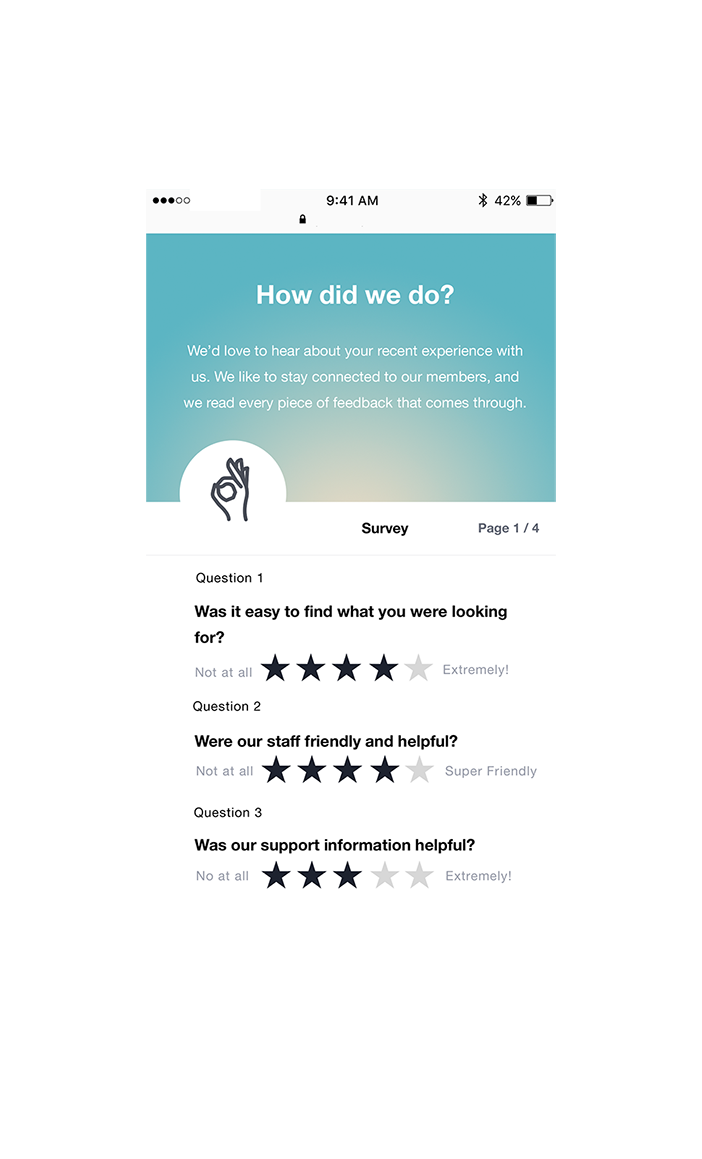 9:41 AM 42%
How did we do?
We'd love to hear about your recent experience with
us. We like to stay connected to our members, and
we read every piece of feedback that comes through.
Survey Page 1 / 4
Question 1
Was it easy to find what you were looking
for?
Not at all Extremely!
Question 2
Were our staff friendly and helpful?
Not at all Super Friendly
Question 3
Was our support information helpful?
No at all Extremely!